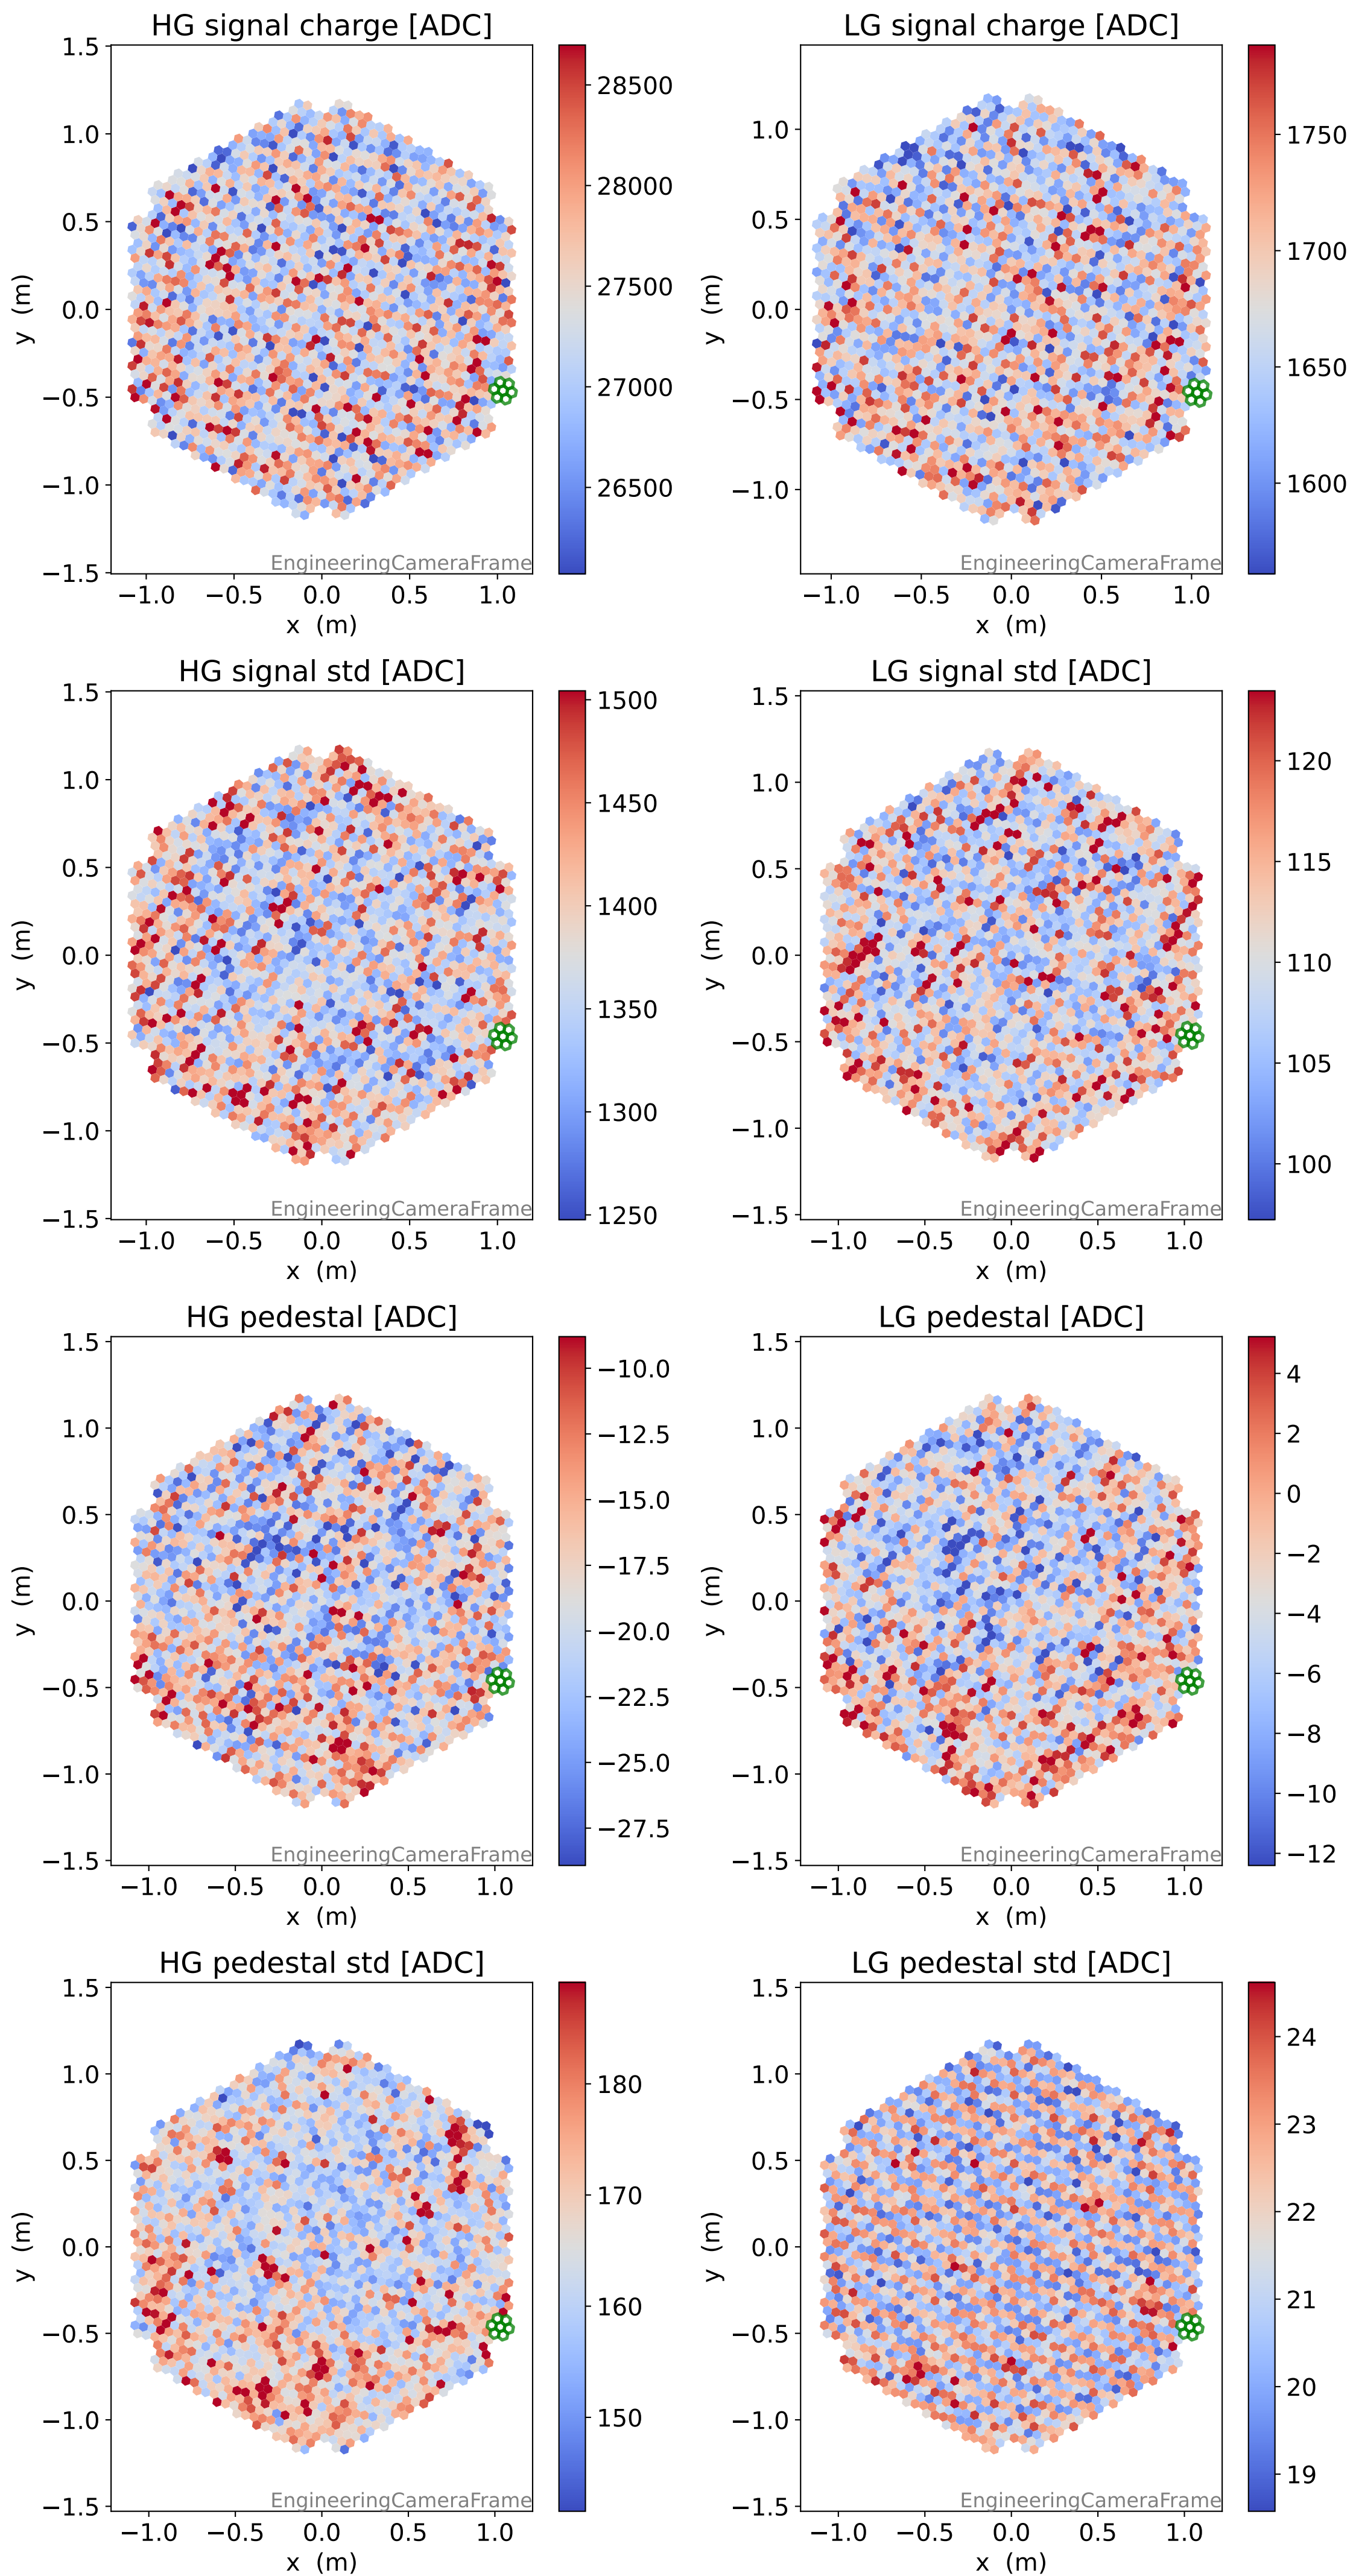 HG signal charge [ADC]
LG signal charge [ADC]
1.5
1.0
0.5
0.0
−0.5
−1.0
−1.5
y (m)
−1.0 −0.5 0.0 0.5 1.0
x (m)
EngineeringCameraFrame
28500
28000
27500
27000
26500
1.0
0.5
0.0
−0.5
−1.0
y (m)
−1.0 −0.5 0.0 0.5 1.0
x (m)
EngineeringCameraFrame
1750
1700
1650
1600
HG signal std [ADC]
LG signal std [ADC]
1.5
1.0
0.5
0.0
−0.5
−1.0
−1.5
y (m)
−1.0 −0.5 0.0 0.5 1.0
x (m)
EngineeringCameraFrame
1500
1450
1400
1350
1300
1250
1.5
1.0
0.5
0.0
−0.5
−1.0
−1.5
y (m)
−1.0 −0.5 0.0 0.5 1.0
x (m)
EngineeringCameraFrame
120
115
110
105
100
HG pedestal [ADC]
LG pedestal [ADC]
1.5
1.0
0.5
0.0
−0.5
−1.0
−1.5
y (m)
−1.0 −0.5 0.0 0.5 1.0
x (m)
EngineeringCameraFrame
−10.0
−12.5
−15.0
−17.5
−20.0
−22.5
−25.0
−27.5
1.5
1.0
0.5
0.0
−0.5
−1.0
−1.5
y (m)
−1.0 −0.5 0.0 0.5 1.0
x (m)
EngineeringCameraFrame
4
2
0
−2
−4
−6
−8
−10
−12
HG pedestal std [ADC]
LG pedestal std [ADC]
1.5
1.0
0.5
0.0
−0.5
−1.0
−1.5
y (m)
−1.0 −0.5 0.0 0.5 1.0
x (m)
EngineeringCameraFrame
180
170
160
150
1.5
1.0
0.5
0.0
−0.5
−1.0
−1.5
y (m)
−1.0 −0.5 0.0 0.5 1.0
x (m)
EngineeringCameraFrame
24
23
22
21
20
19